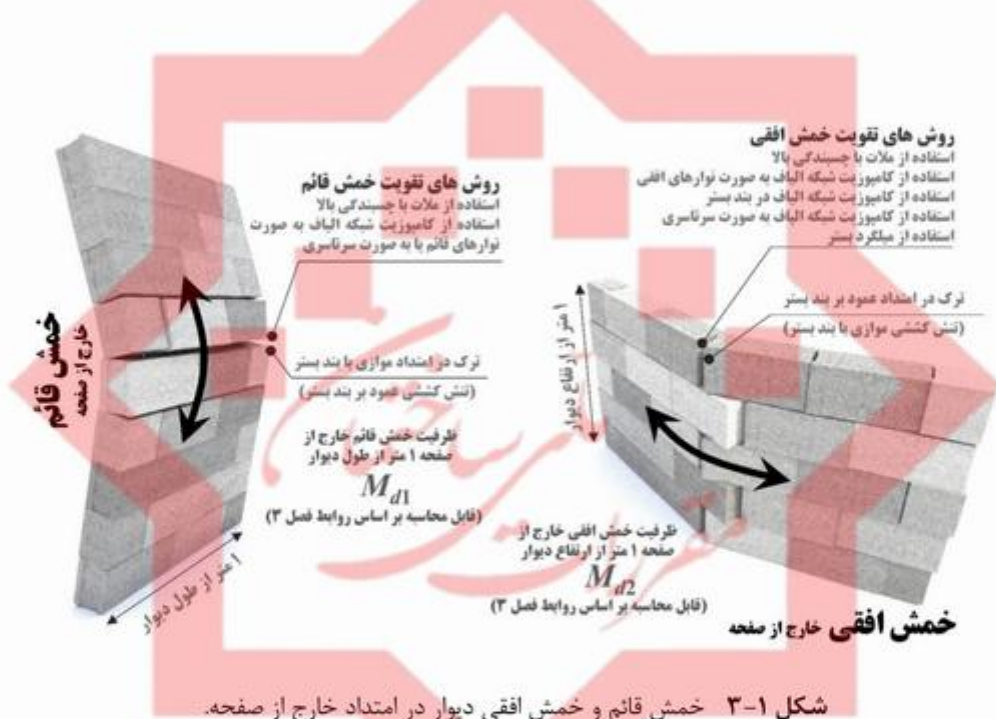 روش های تقویت خمش افقی
استفاده از ملات با چسبندگی بالا
استفاده از کامپوزیت شبکه الیاف به صورت نوارهای افقی
استفاده از کامپوزیت شبکه الیاف در بند بستر
استفاده از کامپوزیت شبکه الیاف به صورت سرتاسری
استفاده از میلگرد بستر
ترک در امتداد عمود بر بند بستر
(تنش کششی موازی با بند بستر)
۱ متر از ارتفاع دیوار
ظرفیت خمش افقی خارج از
صفحه ۱ متر از ارتفاع دیوار
M_d2
(قابل محاسبه بر اساس روابط فصل ۳)
خمش افقی خارج از صفحه
روش های تقویت خمش قائم
استفاده از ملات با چسبندگی بالا
استفاده از کامپوزیت شبکه الیاف به صورت
نوارهای قائم یا به صورت سرتاسری
ترک در امتداد موازی با بند بستر
(تنش کششی عمود بر بند بستر)
خمش قائم
خارج از صفحه
ظرفیت خمش قائم خارج از
صفحه ۱ متر از طول دیوار
M_d1
(قابل محاسبه بر اساس روابط فصل ۳)
۱ متر از طول دیوار
شکل ۱-۳ خمش قائم و خمش افقی دیوار در امتداد خارج از صفحه.